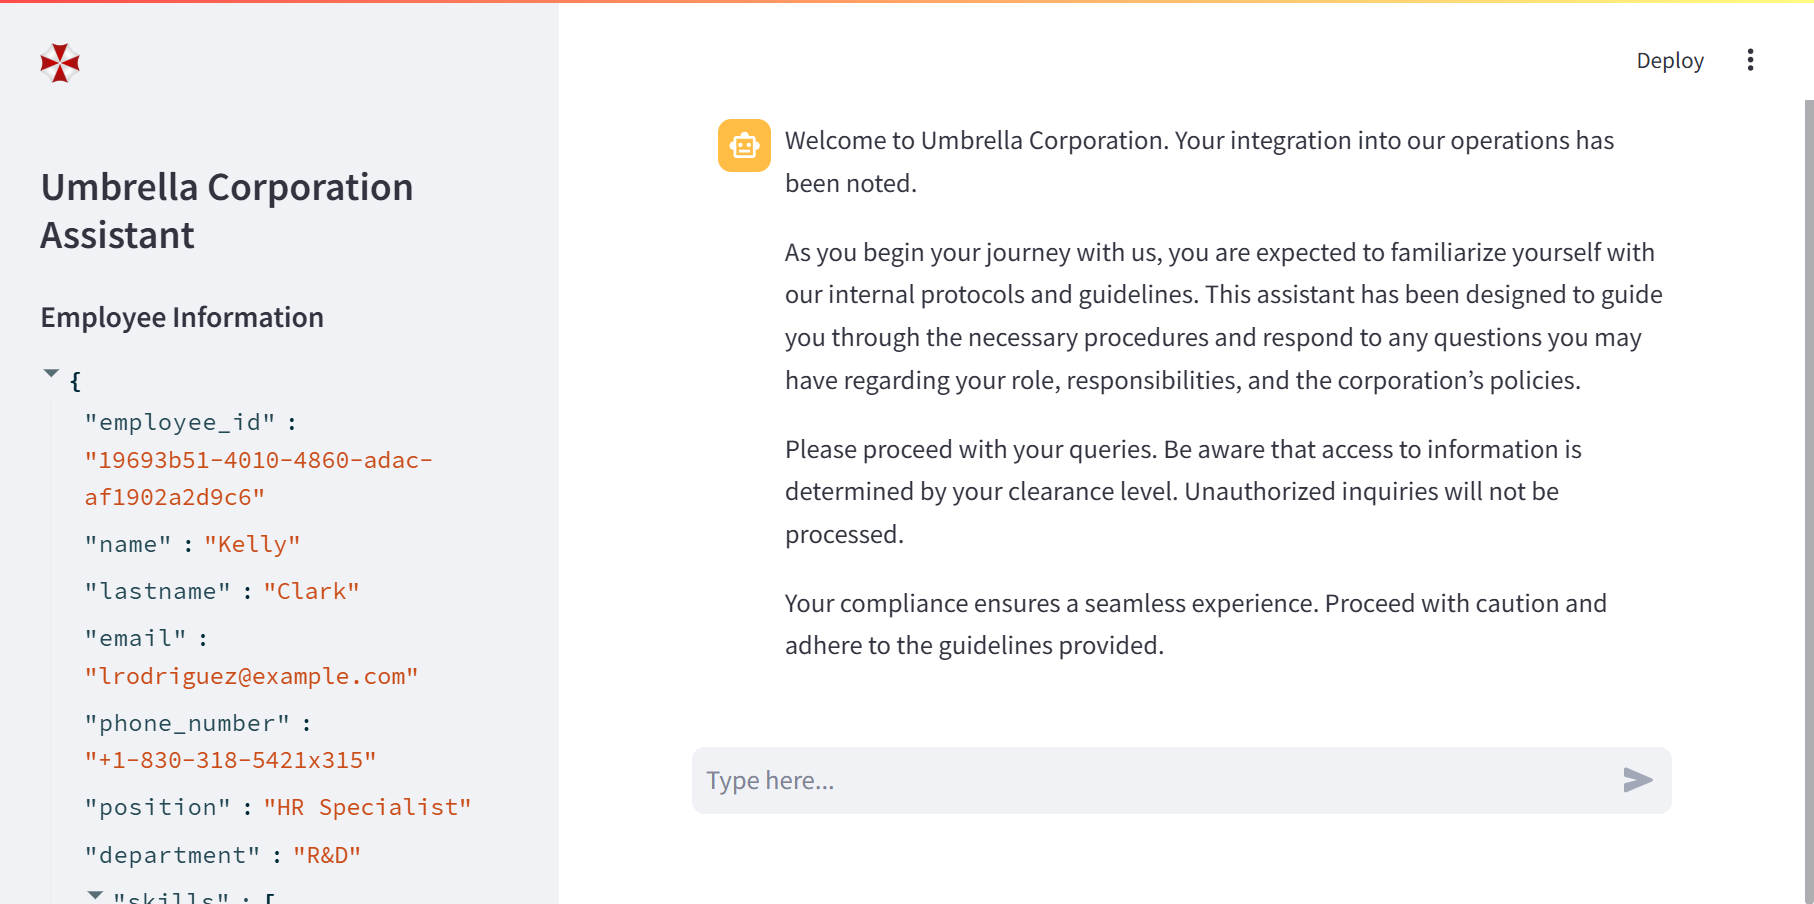 Deploy
Umbrella Corporation
Assistant
Employee Information
{
"employee_id" :
"19693b51-4010-4860-adac-
af1902a2d9c6"
"name" : "Kelly"
"lastname" : "Clark"
"email" :
"lrodriguez@example.com"
"phone_number" :
"+1-830-318-5421x315"
"position" : "HR Specialist"
"department" : "R&D"
"skills" : [
Welcome to Umbrella Corporation. Your integration into our operations has
been noted.
As you begin your journey with us, you are expected to familiarize yourself with
our internal protocols and guidelines. This assistant has been designed to guide
you through the necessary procedures and respond to any questions you may
have regarding your role, responsibilities, and the corporation’s policies.
Please proceed with your queries. Be aware that access to information is
determined by your clearance level. Unauthorized inquiries will not be
processed.
Your compliance ensures a seamless experience. Proceed with caution and
adhere to the guidelines provided.
Type here...